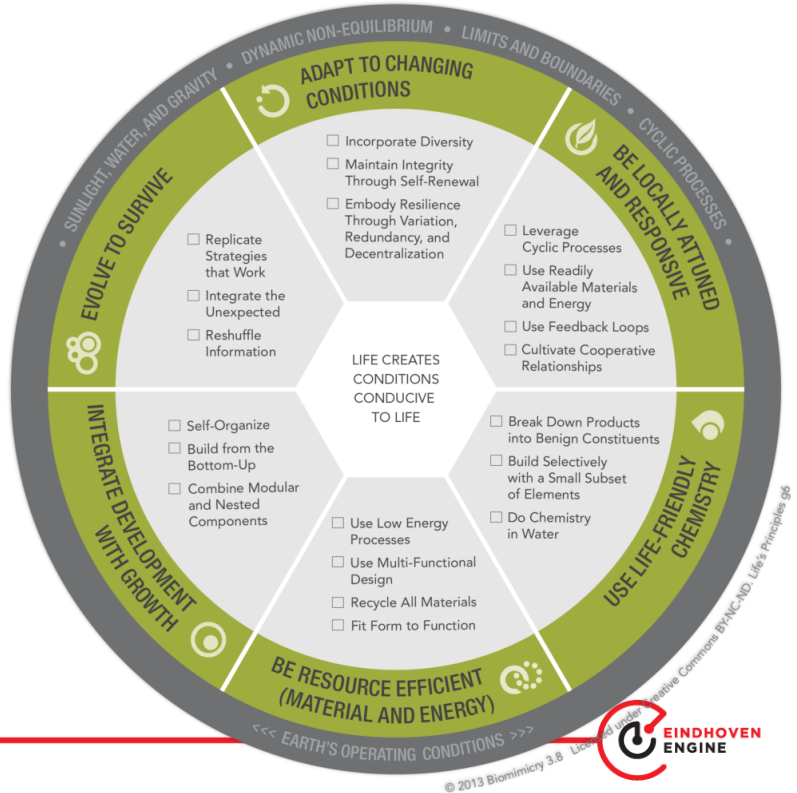 • SUNLIGHT, WATER, AND GRAVITY • DYNAMIC NON-EQUILIBRIUM • LIMITS AND BOUNDARIES • CYCLIC PROCESSES •
ADAPT TO CHANGING
CONDITIONS
Incorporate Diversity
Maintain Integrity
Through Self-Renewal
Embody Resilience
Through Variation,
Redundancy, and
Decentralization
BE LOCALLY ATTUNED
AND RESPONSIVE
Leverage
Cyclic Processes
Use Readily
Available Materials
and Energy
Use Feedback Loops
Cultivate Cooperative
Relationships
USE LIFE-FRIENDLY
CHEMISTRY
Break Down Products
into Benign Constituents
Build Selectively
with a Small Subset
of Elements
Do Chemistry
in Water
BE RESOURCE EFFICIENT
(MATERIAL AND ENERGY)
Use Low Energy
Processes
Use Multi-Functional
Design
Recycle All Materials
Fit Form to Function
INTEGRATE DEVELOPMENT
WITH GROWTH
Self-Organize
Build from the
Bottom-Up
Combine Modular
and Nested
Components
EVOLVE TO SURVIVE
Replicate
Strategies
that Work
Integrate the
Unexpected
Reshuffle
Information
LIFE CREATES
CONDITIONS
CONDUCIVE
TO LIFE
<<< EARTH'S OPERATING CONDITIONS >>>
© 2013 Biomimicry 3.8 Licensed under Creative Commons BY-NC-ND. Life's Principles g6
EINDHOVEN
ENGINE